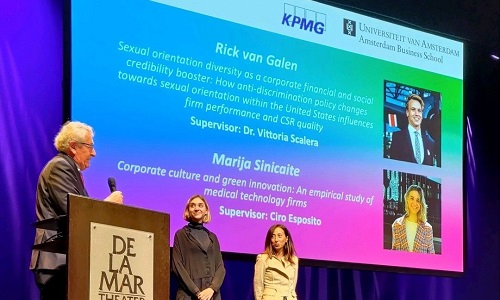 KPMG
UNIVERSITEIT VAN AMSTERDAM
Amsterdam Business School
Rick van Galen
Sexual orientation diversity as a corporate financial and social
credibility booster: How anti-discrimination policy changes
towards sexual orientation within the United States influences
firm performance and CSR quality
Supervisor: Dr. Vittoria Scalera
Marija Sinicaite
Corporate culture and green innovation: An empirical study of
medical technology firms
Supervisor: Ciro Esposito
DE
LA
MAR
THEATER